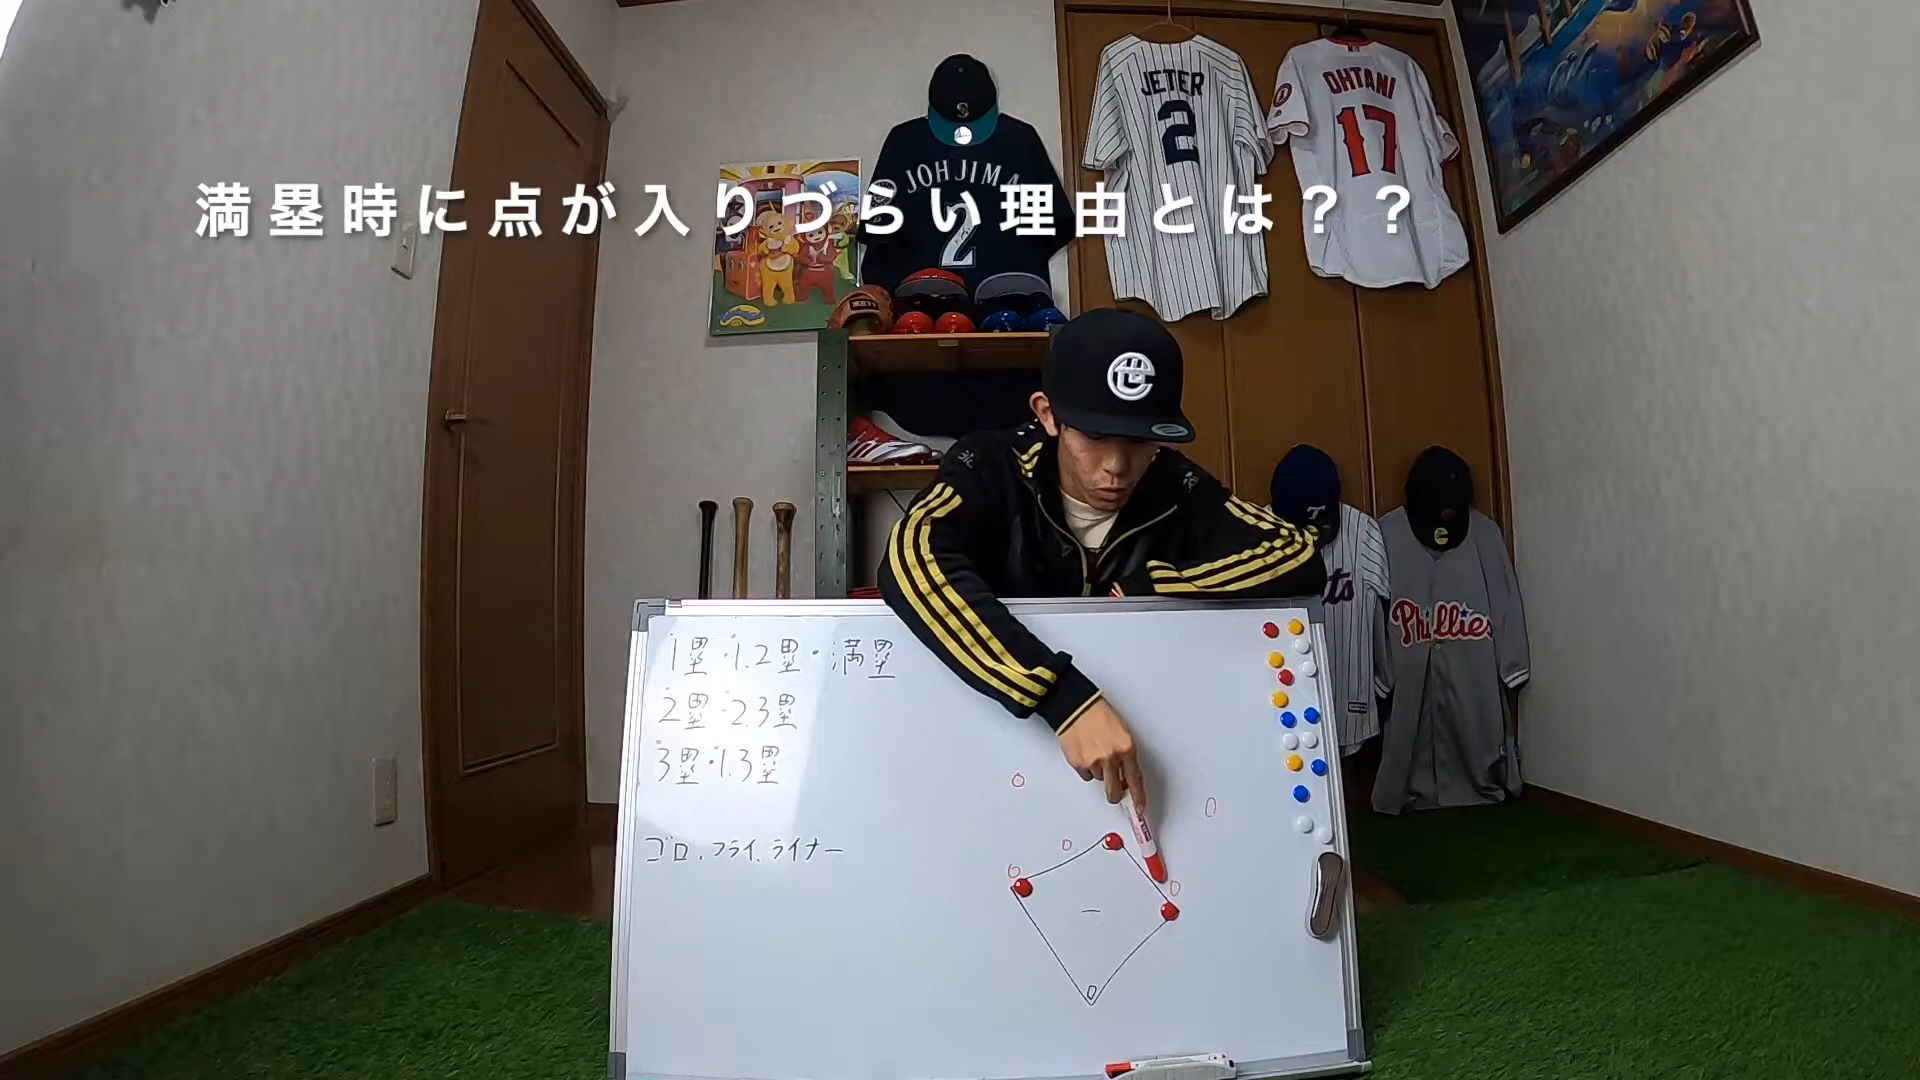 満塁時に点が入りづらい理由とは？？
JETER
2
OHTANI
17
S
JOHJIMA
2
T
ts
Phillies
1塁・1.2塁・満塁
2塁・2.3塁
3塁・1.3塁
ゴロ、フライ、ライナー